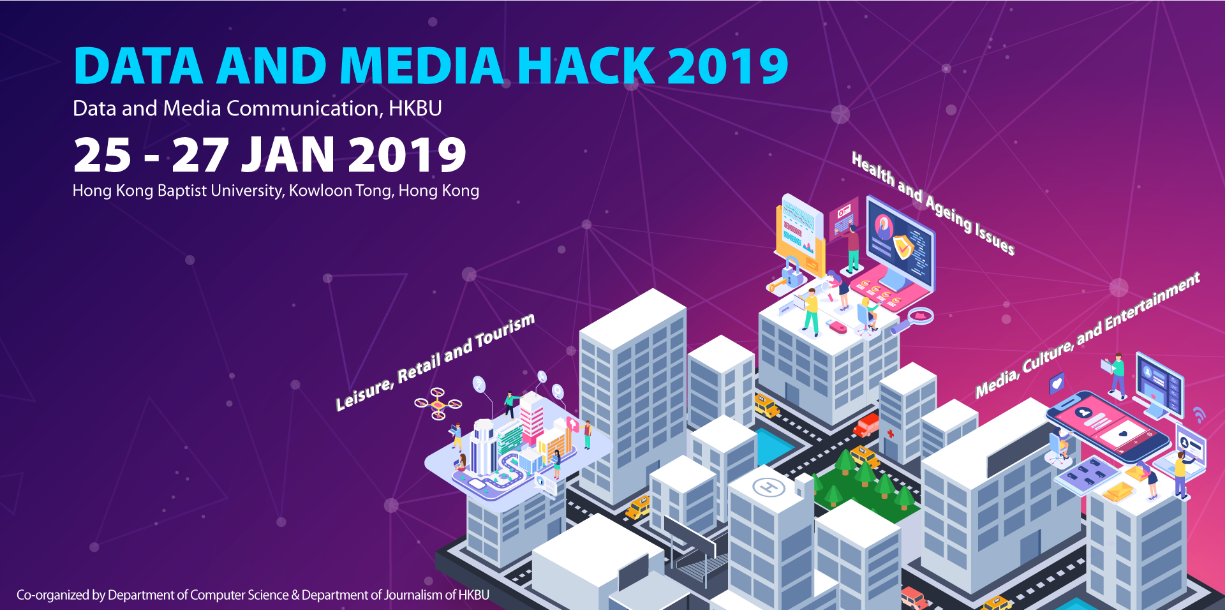 DATA AND MEDIA HACK 2019
Data and Media Communication, HKBU
25 - 27 JAN 2019
Hong Kong Baptist University, Kowloon Tong, Hong Kong
Health and Ageing Issues
Media, Culture, and Entertainment
Leisure, Retail and Tourism
H
Co-organized by Department of Computer Science & Department of Journalism of HKBU